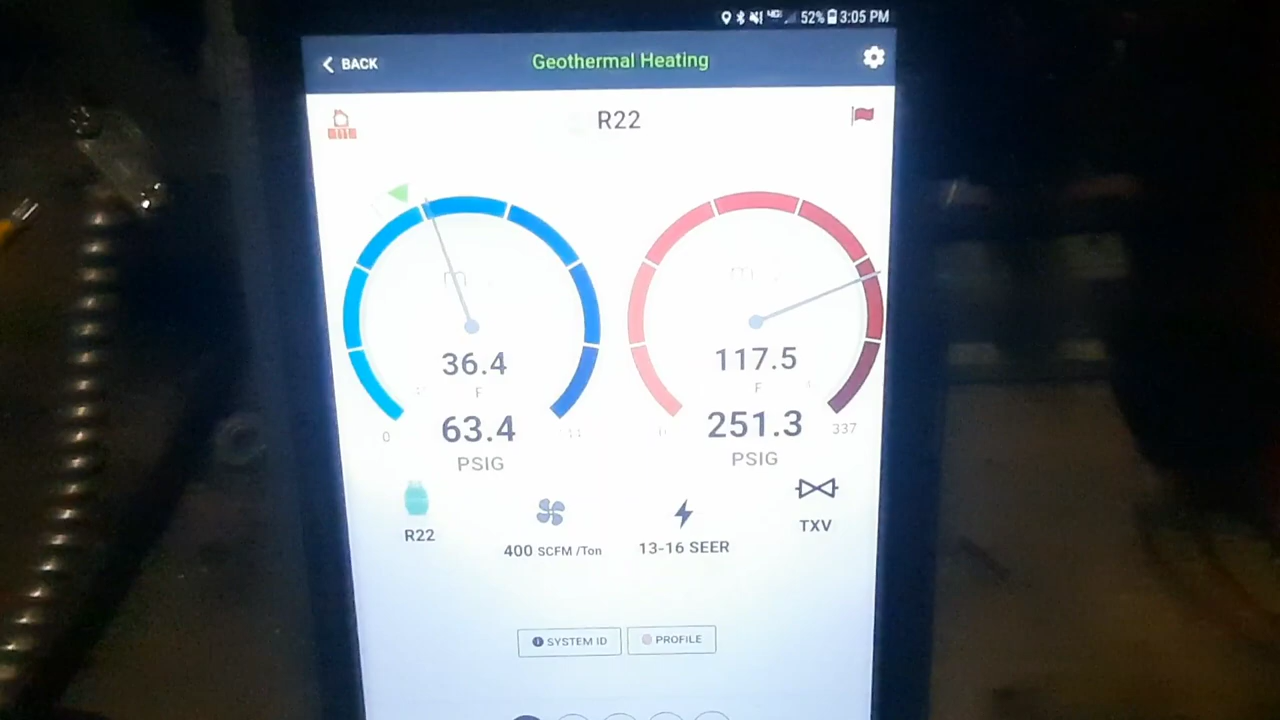 52% 3:05 PM
BACK
Geothermal Heating
R22
36.4
F
63.4
PSIG
0
117.5
F
251.3
PSIG
337
R22
400 SCFM /Ton
13-16 SEER
TXV
SYSTEM ID
PROFILE